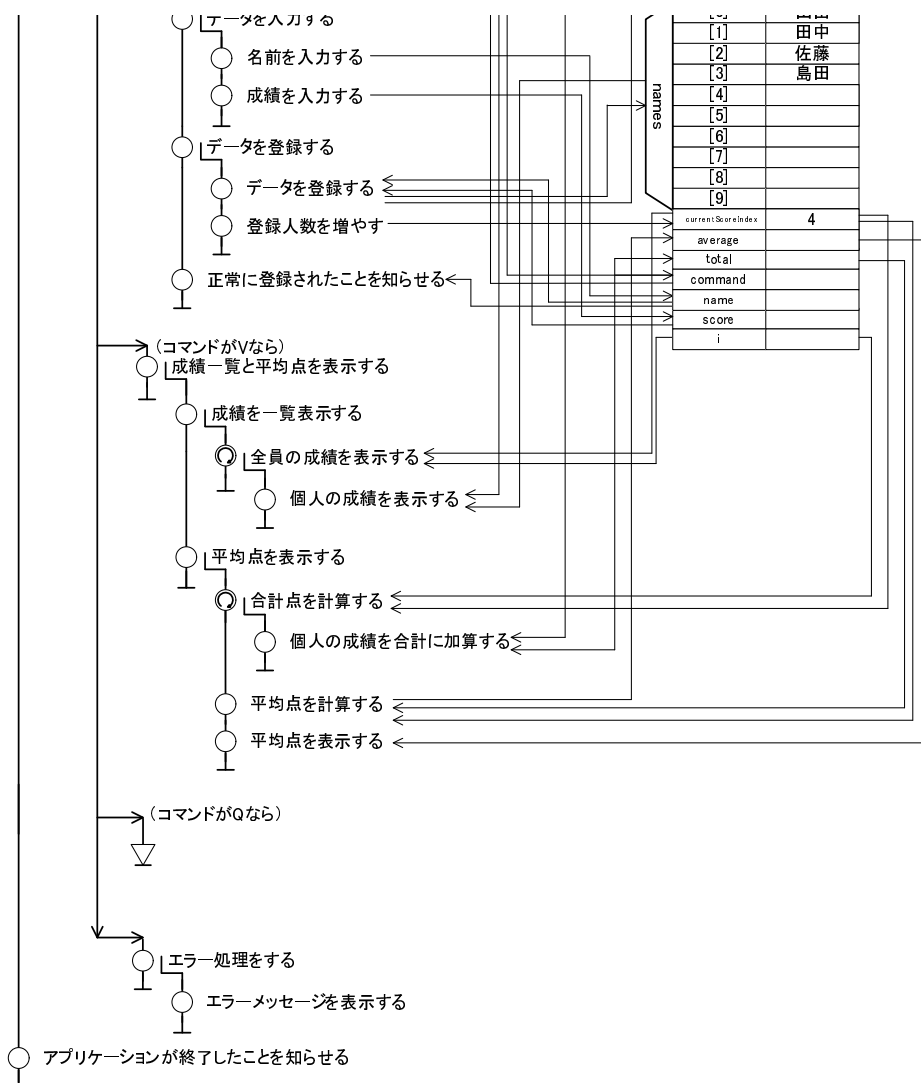 データを入力する
名前を入力する
成績を入力する
データを登録する
データを登録する
登録人数を増やす
正常に登録されたことを知らせる
(コマンドがVなら)
成績一覧と平均点を表示する
成績を一覧表示する
全員の成績を表示する
個人の成績を表示する
平均点を表示する
合計点を計算する
個人の成績を合計に加算する
平均点を計算する
平均点を表示する
(コマンドがQなら)
エラー処理をする
エラーメッセージを表示する
アプリケーションが終了したことを知らせる
names
[1] 田中
[2] 佐藤
[3] 島田
[4]
[5]
[6]
[7]
[8]
[9]
currentScoreIndex 4
average
total
command
name
score
i